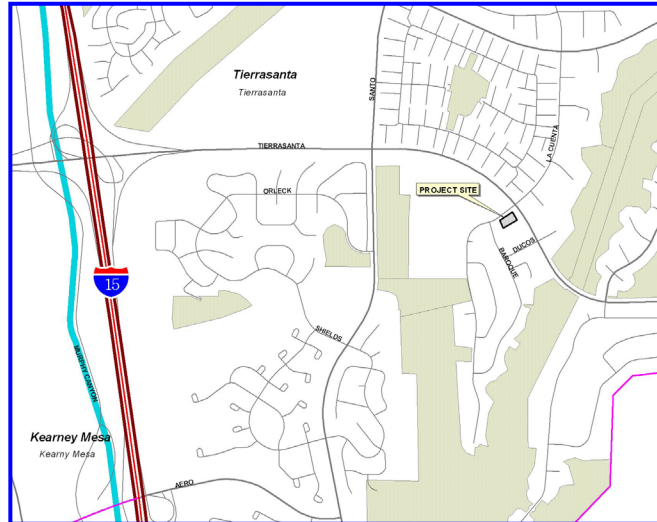 Tierrasanta
Tierrasanta
SANTO
TIERRASANTA
LA CUENTA
ORLECK
PROJECT SITE
DUCOS
BAROQUE
15
SHIELDS
MURPHY CANYON
Kearney Mesa
Kearny Mesa
AERO